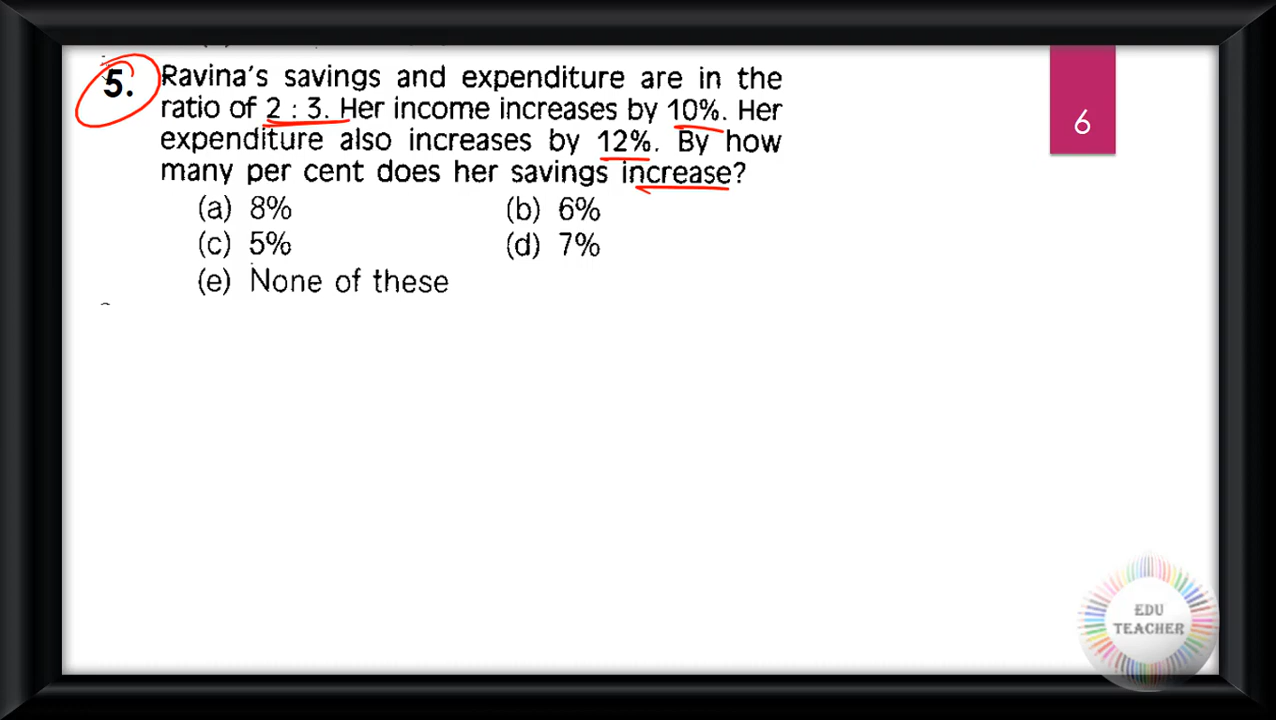 5. Ravina's savings and expenditure are in the
ratio of 2 : 3. Her income increases by 10%. Her
expenditure also increases by 12%. By how
many per cent does her savings increase?
(a) 8% (b) 6%
(c) 5% (d) 7%
(e) None of these
6
EDU
TEACHER